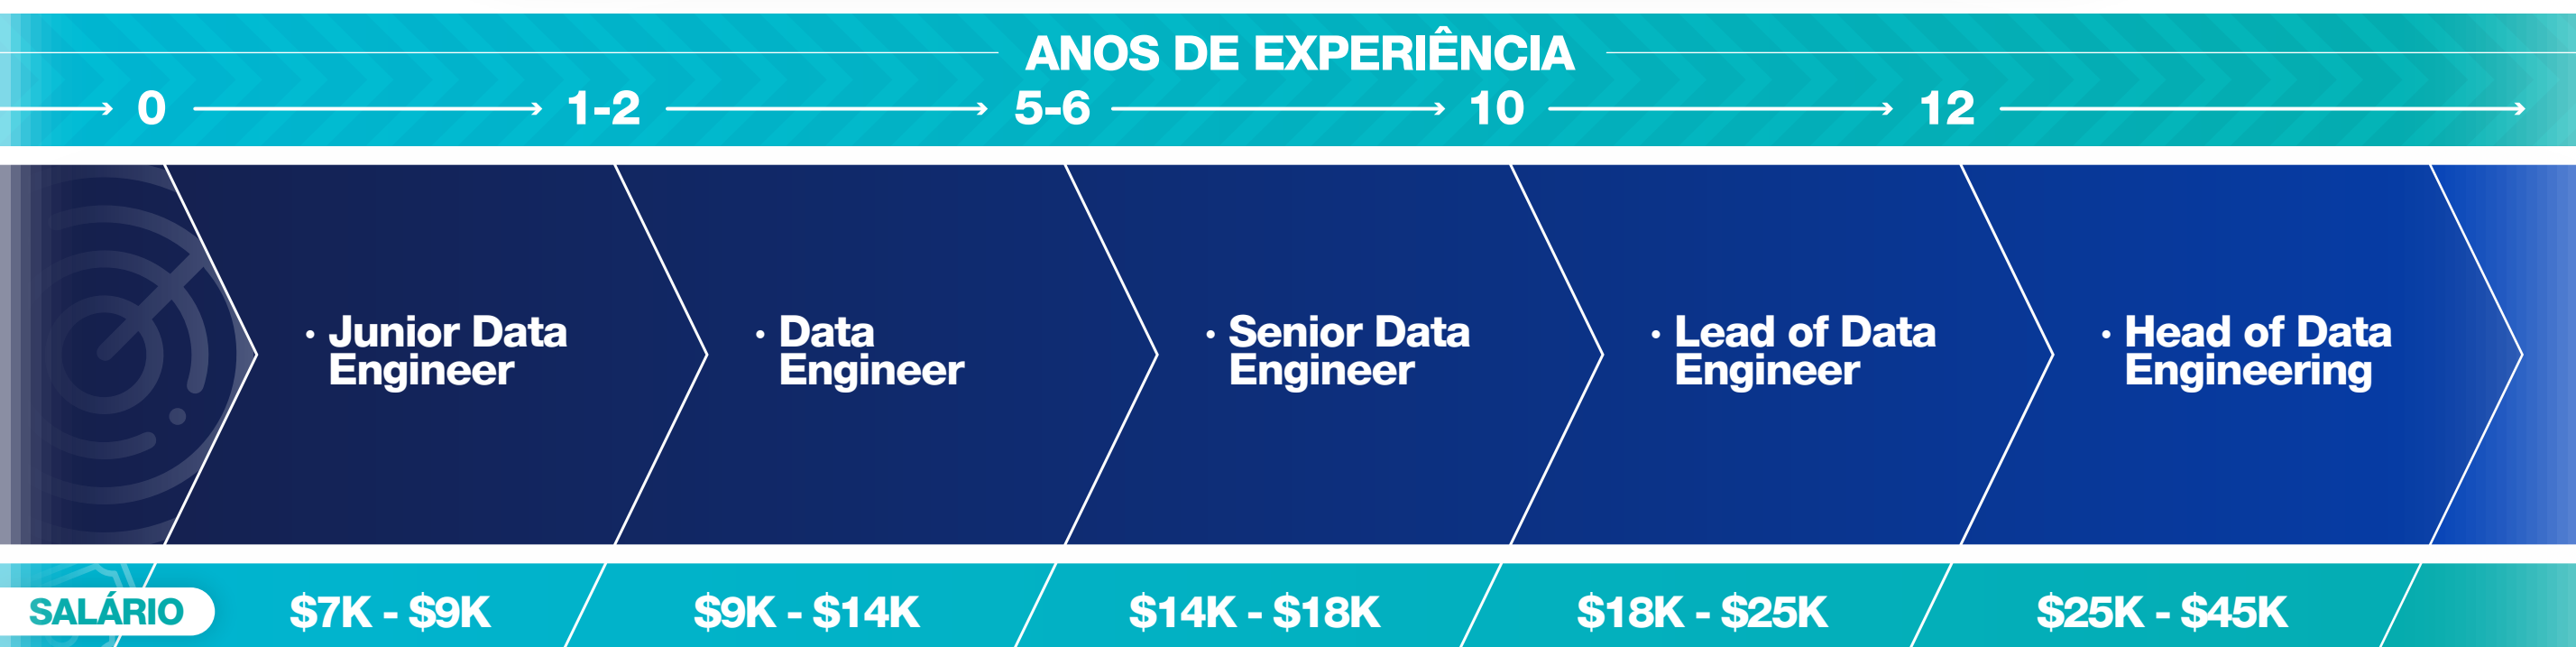 ANOS DE EXPERIÊNCIA
0 1-2 5-6 10 12
· Junior Data
Engineer
· Data
Engineer
· Senior Data
Engineer
· Lead of Data
Engineer
· Head of Data
Engineering
SALÁRIO
$7K - $9K
$9K - $14K
$14K - $18K
$18K - $25K
$25K - $45K